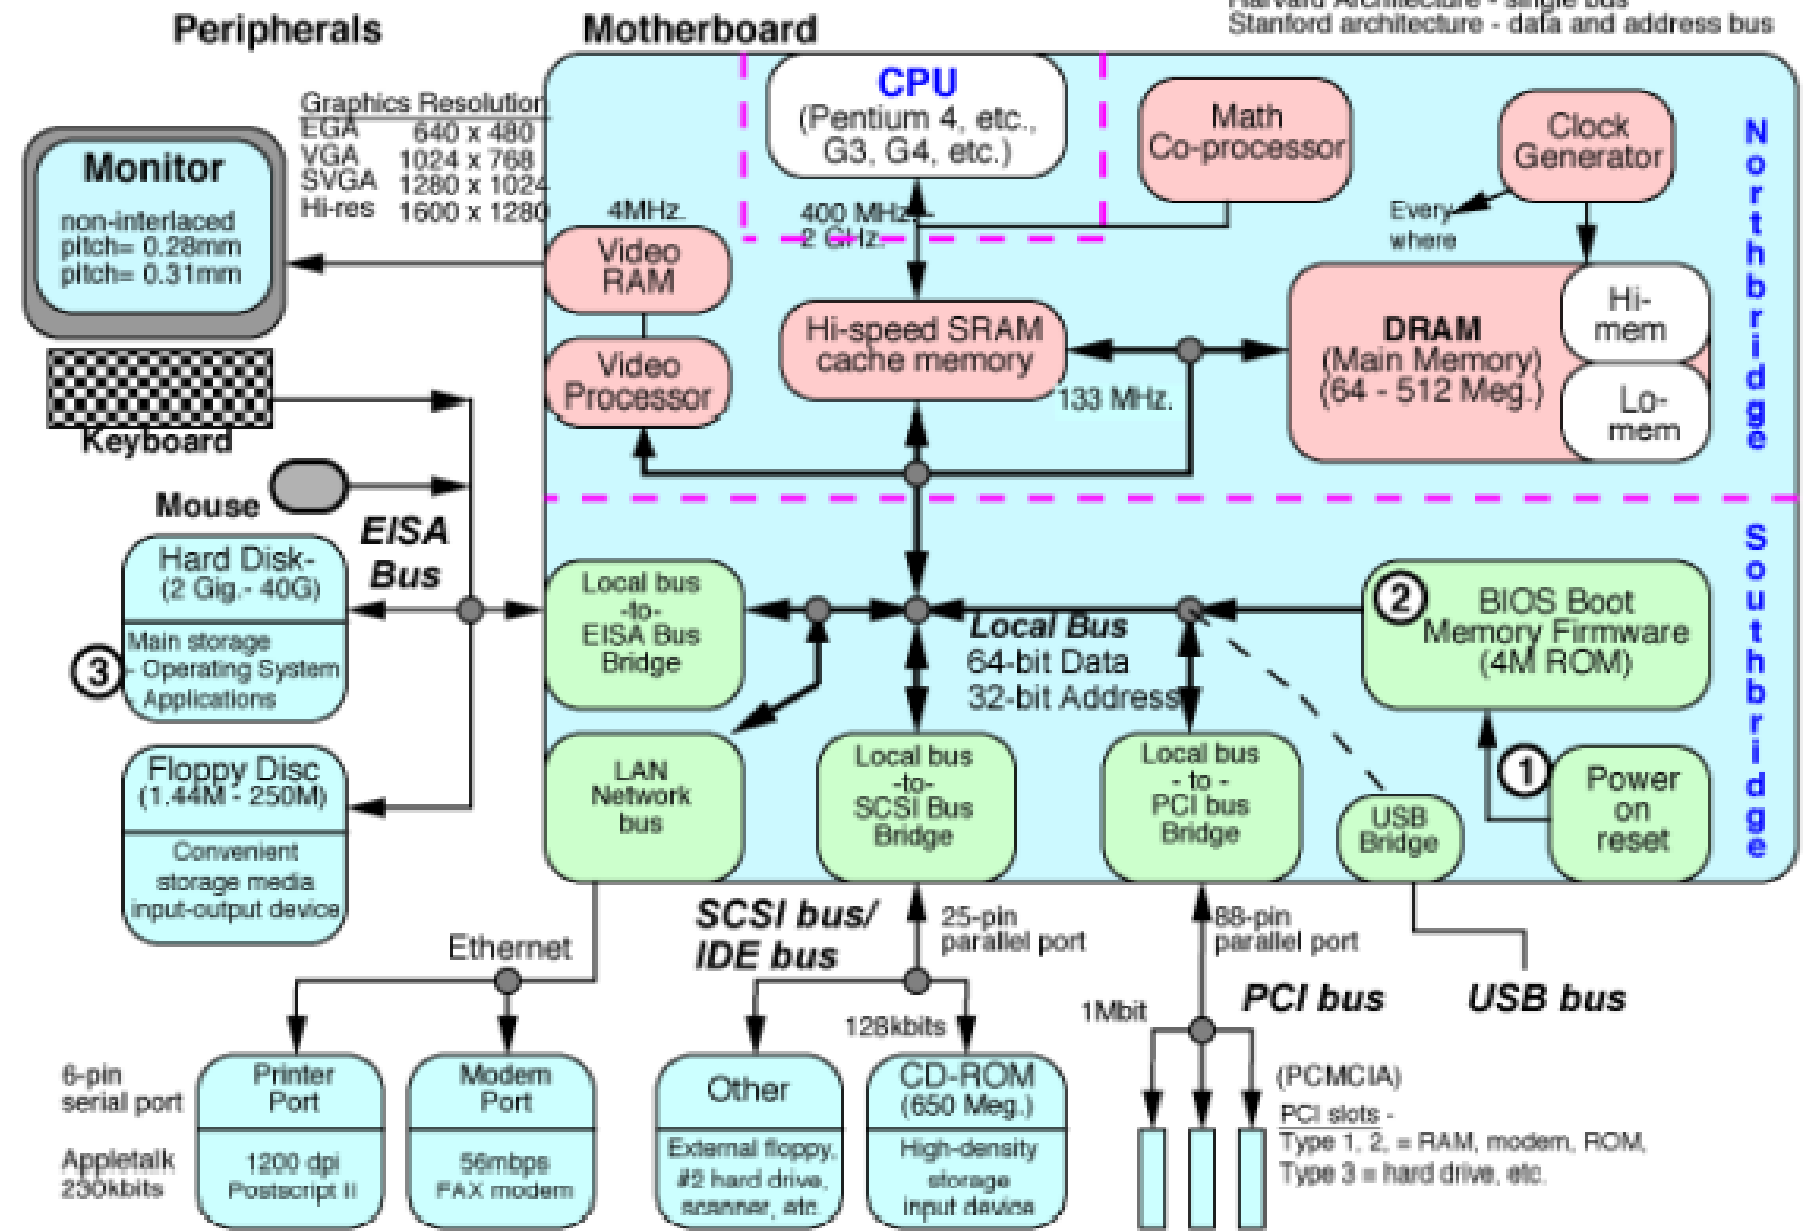 Harvard Architecture - single bus
Stanford architecture - data and address bus
Peripherals
Motherboard
Graphics Resolution
EGA 640 x 480
VGA 1024 x 768
SVGA 1280 x 1024
Hi-res 1600 x 1280
Monitor
non-interlaced
pitch= 0.28mm
pitch= 0.31mm
Keyboard
Mouse
EISA
Bus
Hard Disk-
(2 Gig.- 40G)
Main storage
- Operating System
Applications
3
Floppy Disc
(1.44M - 250M)
Convenient
storage media
input-output device
CPU
(Pentium 4, etc.,
G3, G4, etc.)
400 MHz.-
2 GHz.
Math
Co-processor
Clock
Generator
Every
where
Northbridge
4MHz.
Video
RAM
Video
Processor
Hi-speed SRAM
cache memory
133 MHz.
DRAM
(Main Memory)
(64 - 512 Meg.)
Hi-
mem
Lo-
mem
Southbridge
Local bus
-to-
EISA Bus
Bridge
Local Bus
64-bit Data
32-bit Address
2
BIOS Boot
Memory Firmware
(4M ROM)
1
Power
on
reset
LAN
Network
bus
Local bus
-to-
SCSI Bus
Bridge
Local bus
- to -
PCI bus
Bridge
USB
Bridge
Ethernet
SCSI bus/
IDE bus
25-pin
parallel port
88-pin
parallel port
PCI bus
USB bus
128kbits
1Mbit
6-pin
serial port
Appletalk
230kbits
Printer
Port
1200 dpi
Postscript II
Modem
Port
56mbps
FAX modem
Other
External floppy,
#2 hard drive,
scanner, etc.
CD-ROM
(650 Meg.)
High-density
storage
input device
(PCMCIA)
PCI slots -
Type 1, 2, = RAM, modem, ROM,
Type 3 = hard drive, etc.